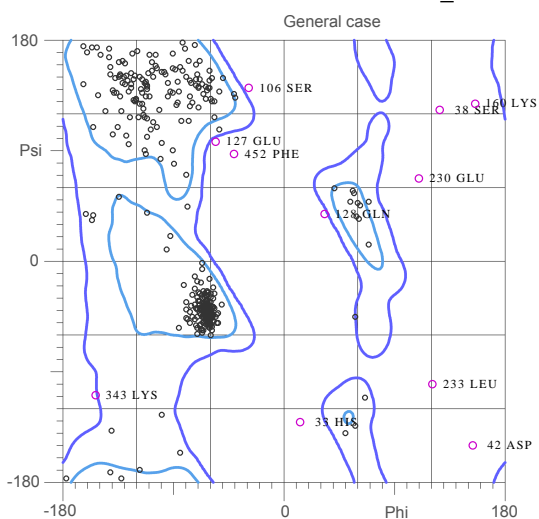 General case
180
106 SER
160 LYS
38 SER
127 GLU
Psi
452 PHE
230 GLU
128 GLN
0
233 LEU
343 LYS
33 HIS
42 ASP
-180
-180
0
Phi
180